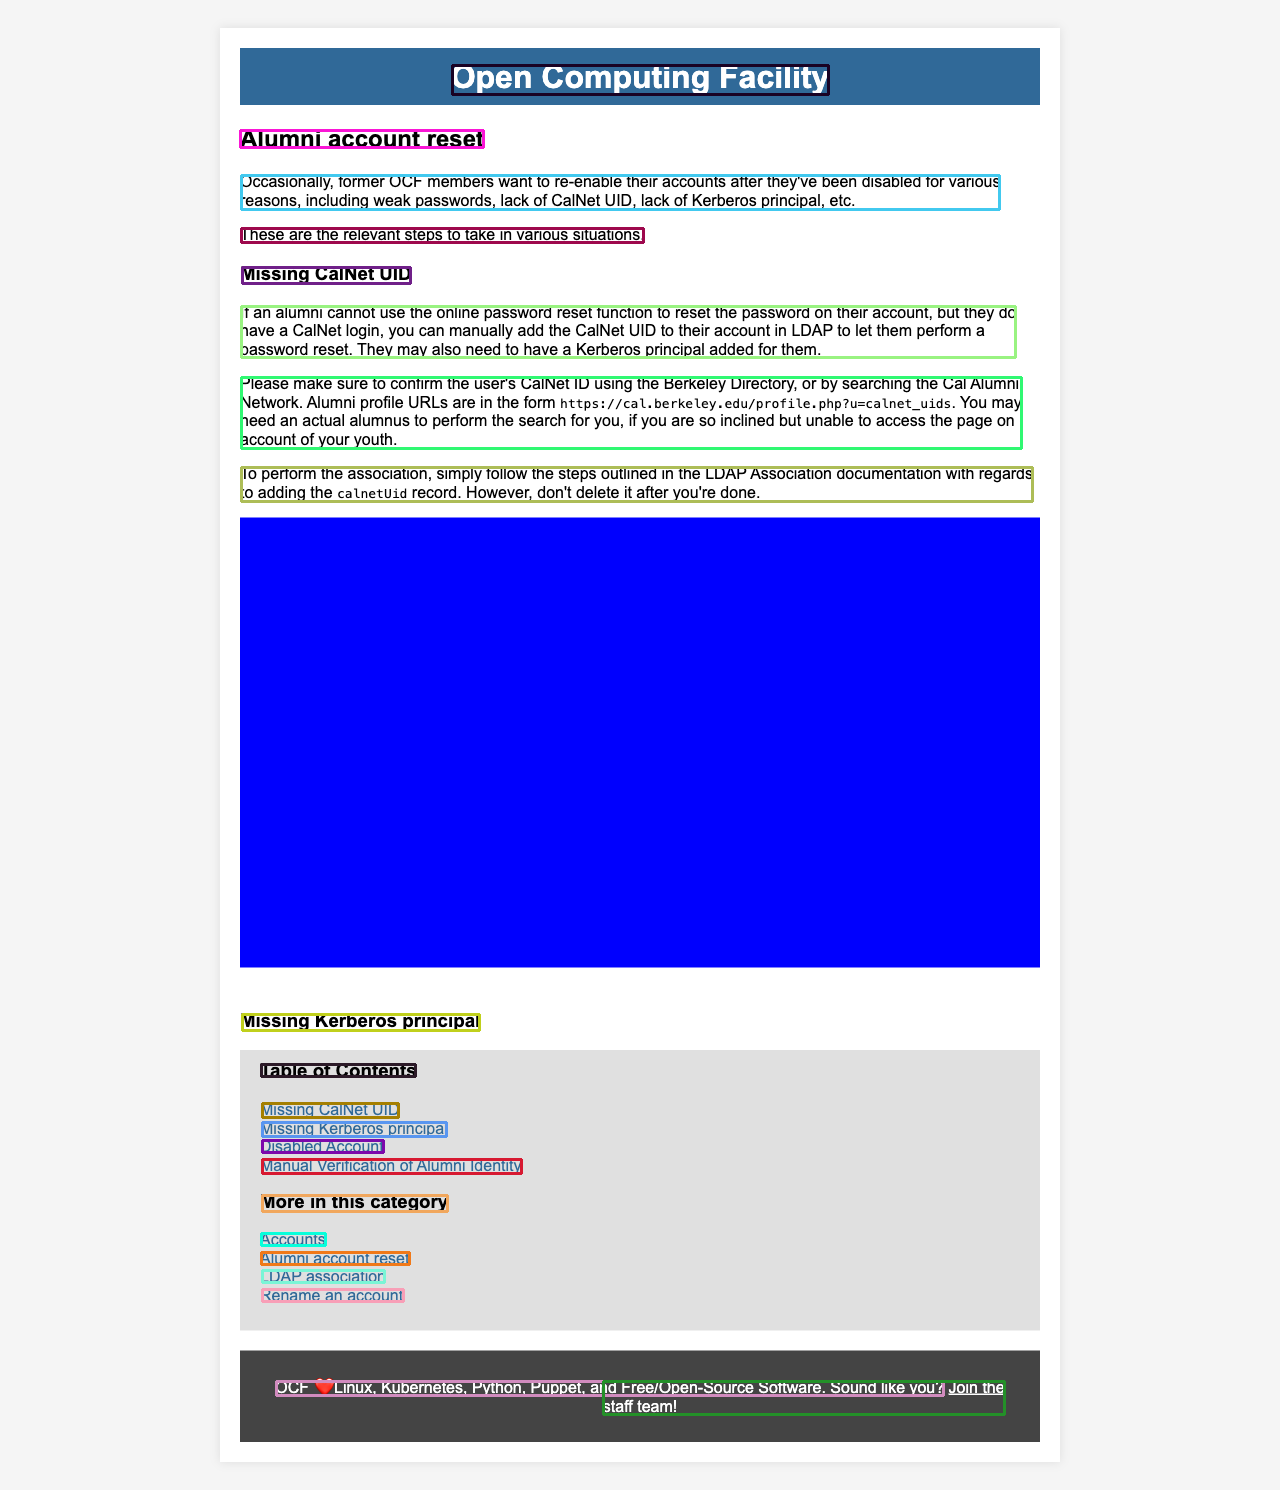 Open Computing Facility
Alumni account reset
Occasionally, former OCF members want to re-enable their accounts after they've been disabled for various
reasons, including weak passwords, lack of CalNet UID, lack of Kerberos principal, etc.
These are the relevant steps to take in various situations.
Missing CalNet UID
If an alumni cannot use the online password reset function to reset the password on their account, but they do
have a CalNet login, you can manually add the CalNet UID to their account in LDAP to let them perform a
password reset. They may also need to have a Kerberos principal added for them.
Please make sure to confirm the user's CalNet ID using the Berkeley Directory, or by searching the Cal Alumni
Network. Alumni profile URLs are in the form https://cal.berkeley.edu/profile.php?u=calnet_uids. You may
need an actual alumnus to perform the search for you, if you are so inclined but unable to access the page on
account of your youth.
To perform the association, simply follow the steps outlined in the LDAP Association documentation with regards
to adding the calnetUid record. However, don't delete it after you're done.
Missing Kerberos principal
Table of Contents
Missing CalNet UID
Missing Kerberos principal
Disabled Account
Manual Verification of Alumni Identity
More in this category
Accounts
Alumni account reset
LDAP association
Rename an account
OCF ❤️Linux, Kubernetes, Python, Puppet, and Free/Open-Source Software. Sound like you? Join the
staff team!